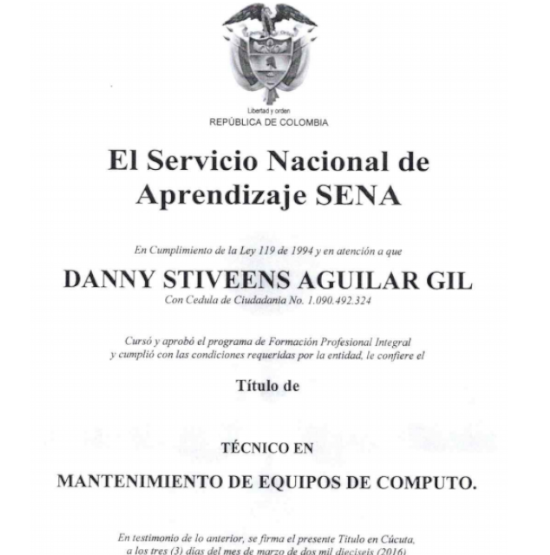 Libertad y orden
REPÚBLICA DE COLOMBIA
El Servicio Nacional de
Aprendizaje SENA
En Cumplimiento de la Ley 119 de 1994 y en atención a que
DANNY STIVEENS AGUILAR GIL
Con Cedula de Ciudadania No. 1.090.492.324
Cursó y aprobó el programa de Formación Profesional Integral
y cumplió con las condiciones requeridas por la entidad, le confiere el
Título de
TÉCNICO EN
MANTENIMIENTO DE EQUIPOS DE COMPUTO.
En testimonio de lo anterior, se firma el presente Título en Cúcuta,
a los tres (3) días del mes de marzo de dos mil dieciseis (2016)